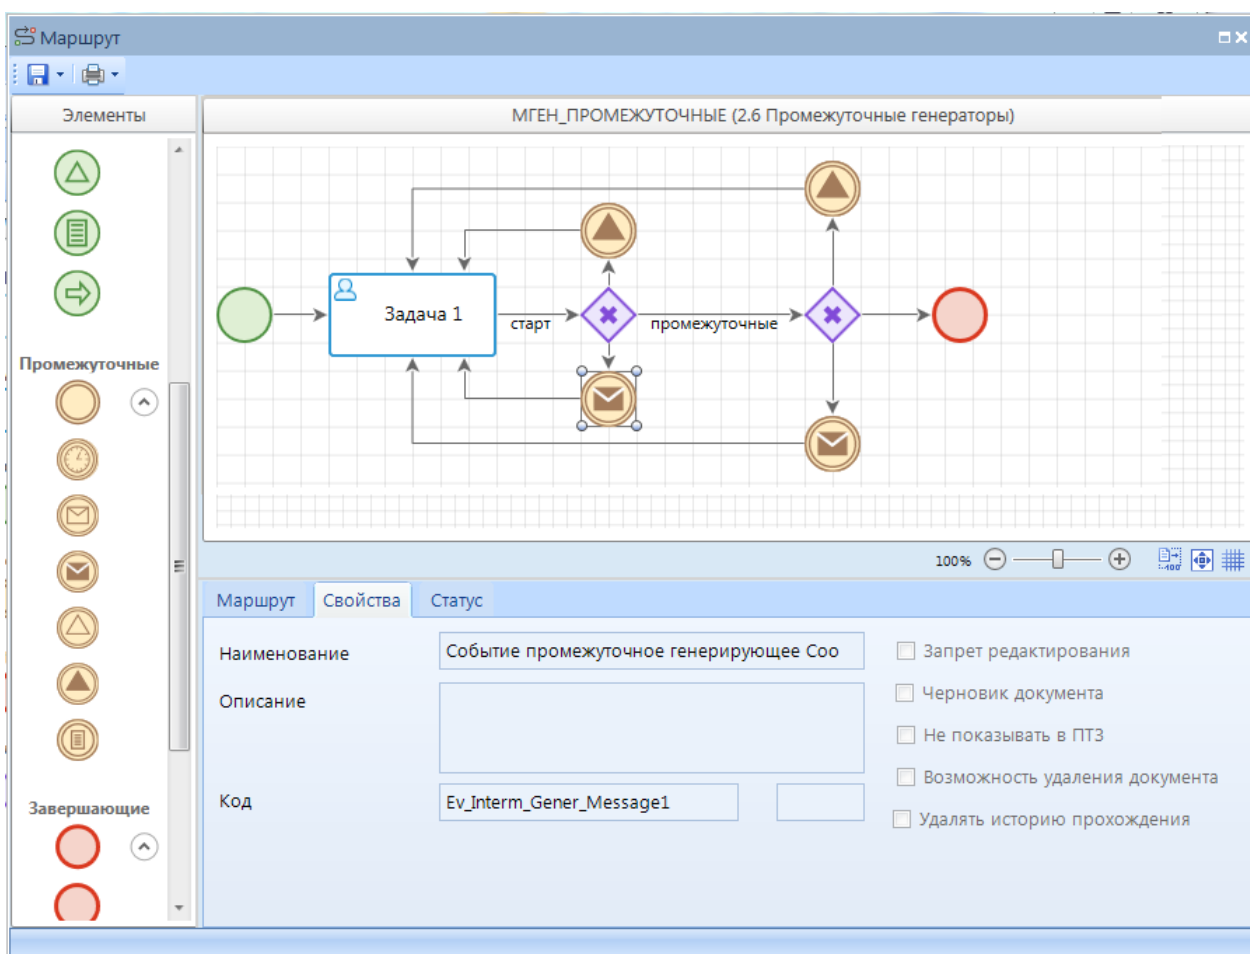 Маршрут
Элементы
МГЕН_ПРОМЕЖУТОЧНЫЕ (2.6 Промежуточные генераторы)
Задача 1
старт
промежуточные
Промежуточные
Завершающие
100%
Маршрут
Свойства
Статус
Наименование
Событие промежуточное генерирующее Соо
Запрет редактирования
Описание
Черновик документа
Не показывать в ПТЗ
Возможность удаления документа
Код
Ev_Interm_Gener_Message1
Удалять историю прохождения